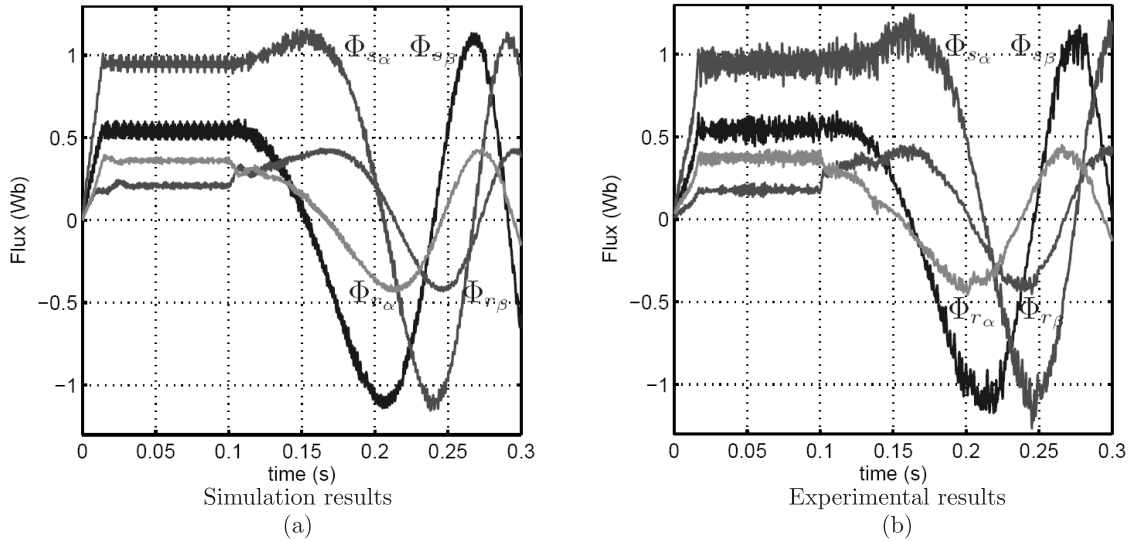 1
0.5
0
−0.5
−1
Flux (Wb)
Φsα Φsβ
Φrα Φrβ
0 0.05 0.1 0.15 0.2 0.25 0.3
time (s)
Simulation results
(a)
1
0.5
0
−0.5
−1
Flux (Wb)
Φsα Φsβ
Φrα Φrβ
0 0.05 0.1 0.15 0.2 0.25 0.3
time (s)
Experimental results
(b)